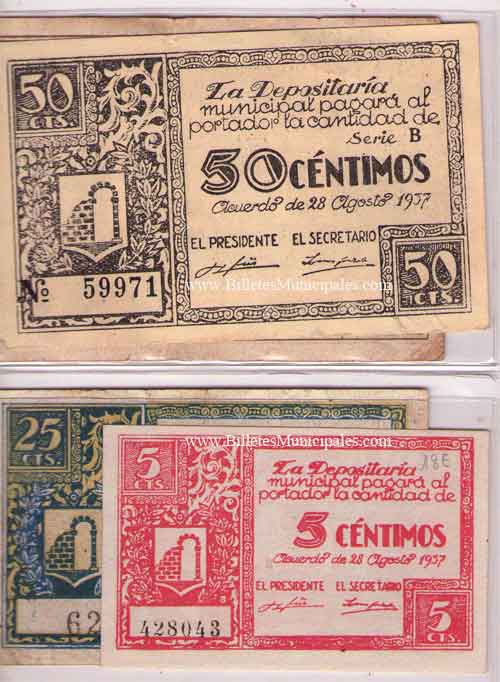 50
CTS.
La Depositaría
municipal pagará al
portador la cantidad de
Serie B
50 CÉNTIMOS
Acuerdo de 28 Agosto 1937
EL PRESIDENTE EL SECRETARIO
Nº 59971
50
CTS.
www.BilletesMunicipales.com
25
CTS.
62
www.BilletesMunicipales.com
5
CTS.
18E
La Depositaría
municipal pagará al
portador la cantidad de
5 CÉNTIMOS
Acuerdo de 28 Agosto 1937
EL PRESIDENTE EL SECRETARIO
428043
5
CTS.